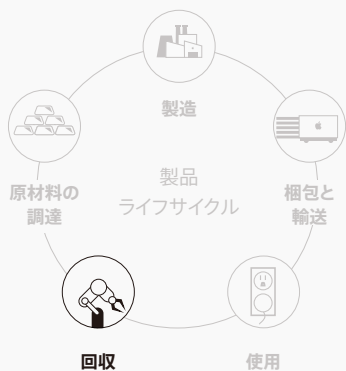 製造
原材料の
調達
製品
ライフサイクル
梱包と
輸送
回収
使用